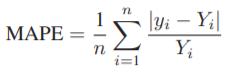 MAPE = \frac{1}{n} \sum_{i=1}^{n} \frac{|y_i - Y_i|}{Y_i}